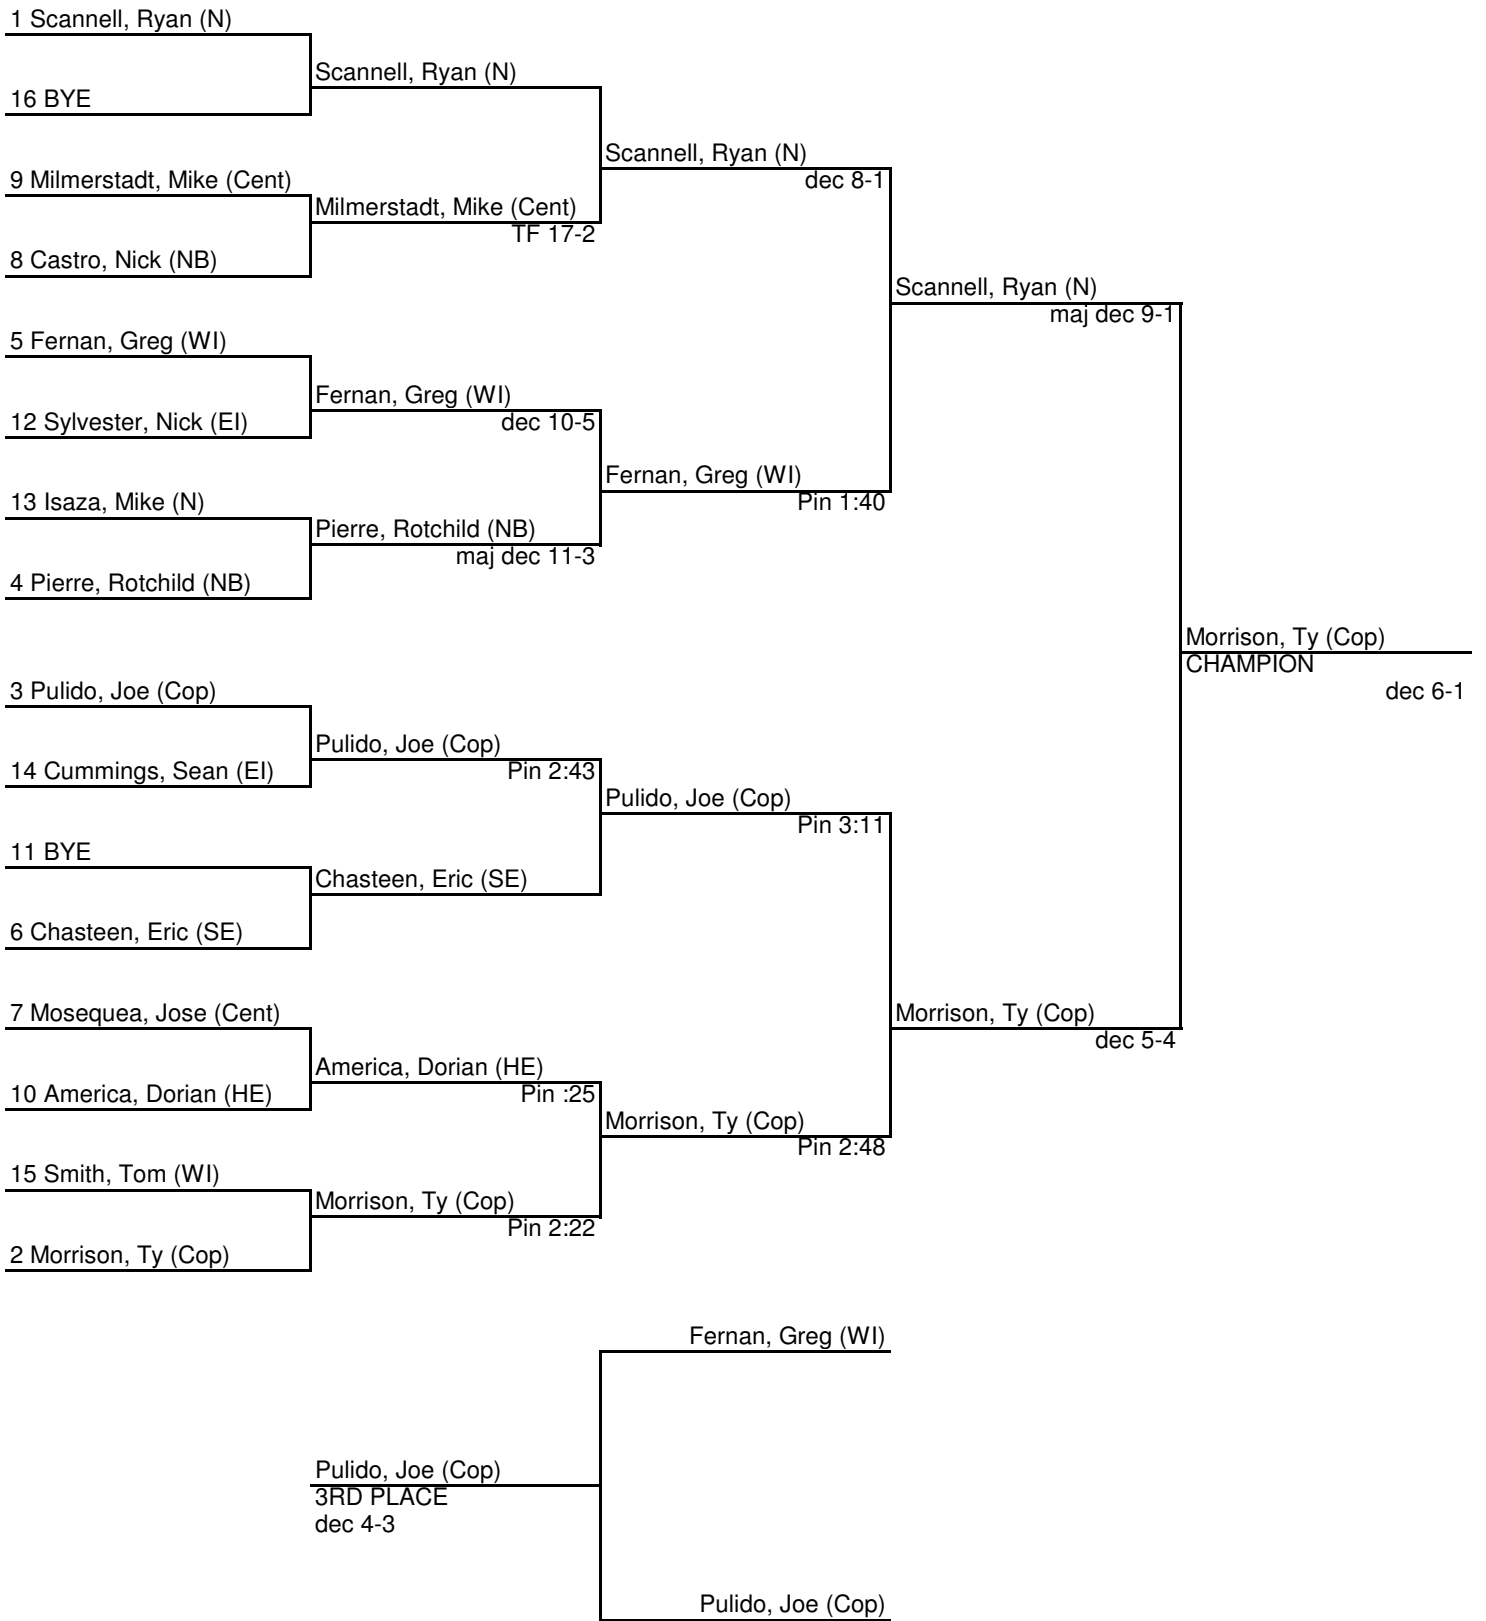 1 Scannell, Ryan (N)
Scannell, Ryan (N)
16 BYE
Scannell, Ryan (N)
dec 8-1
9 Milmerstadt, Mike (Cent)
Milmerstadt, Mike (Cent)
TF 17-2
8 Castro, Nick (NB)
Scannell, Ryan (N)
maj dec 9-1
5 Fernan, Greg (WI)
Fernan, Greg (WI)
dec 10-5
12 Sylvester, Nick (EI)
Fernan, Greg (WI)
Pin 1:40
13 Isaza, Mike (N)
Pierre, Rotchild (NB)
maj dec 11-3
4 Pierre, Rotchild (NB)
Morrison, Ty (Cop)
CHAMPION
dec 6-1
3 Pulido, Joe (Cop)
Pulido, Joe (Cop)
Pin 2:43
14 Cummings, Sean (EI)
Pulido, Joe (Cop)
Pin 3:11
11 BYE
Chasteen, Eric (SE)
6 Chasteen, Eric (SE)
7 Mosequea, Jose (Cent)
Morrison, Ty (Cop)
dec 5-4
America, Dorian (HE)
Pin :25
10 America, Dorian (HE)
Morrison, Ty (Cop)
Pin 2:48
15 Smith, Tom (WI)
Morrison, Ty (Cop)
Pin 2:22
2 Morrison, Ty (Cop)
Fernan, Greg (WI)
Pulido, Joe (Cop)
3RD PLACE
dec 4-3
Pulido, Joe (Cop)